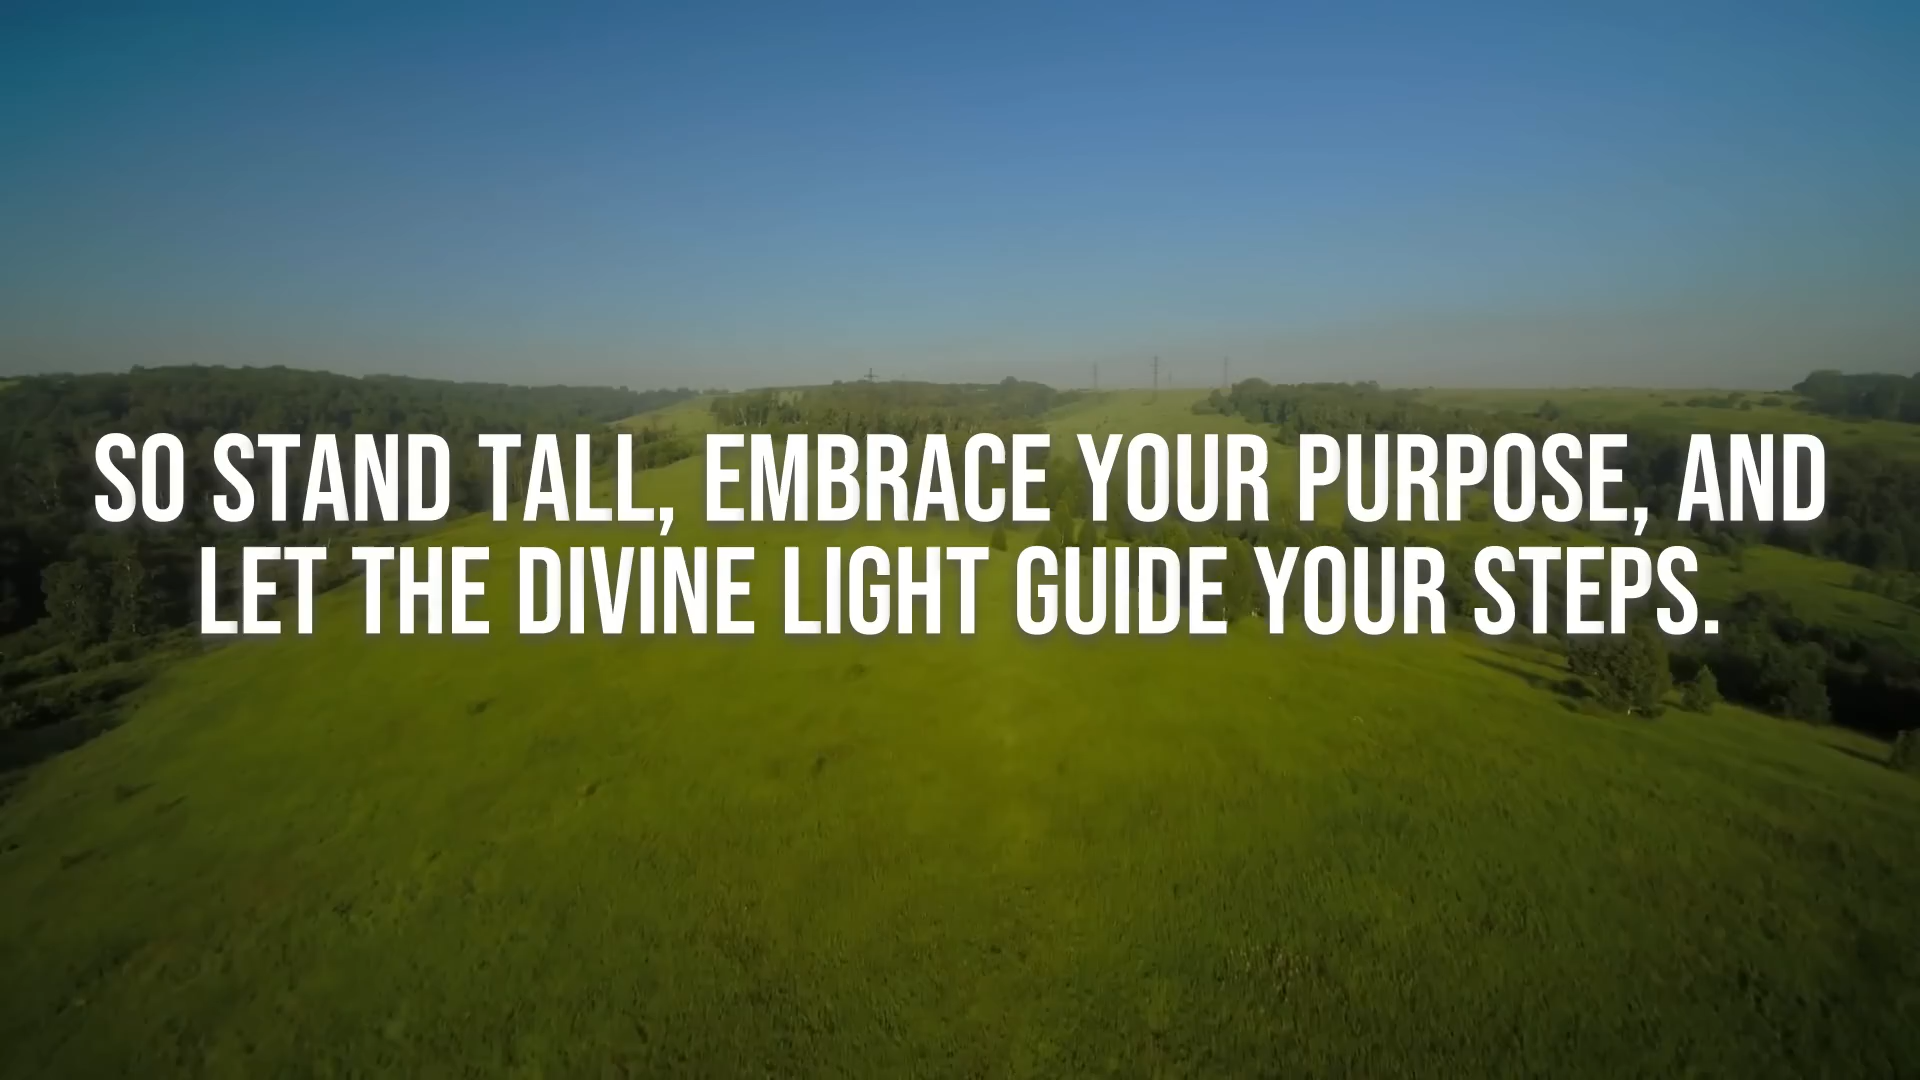 SO STAND TALL, EMBRACE YOUR PURPOSE, AND
LET THE DIVINE LIGHT GUIDE YOUR STEPS.